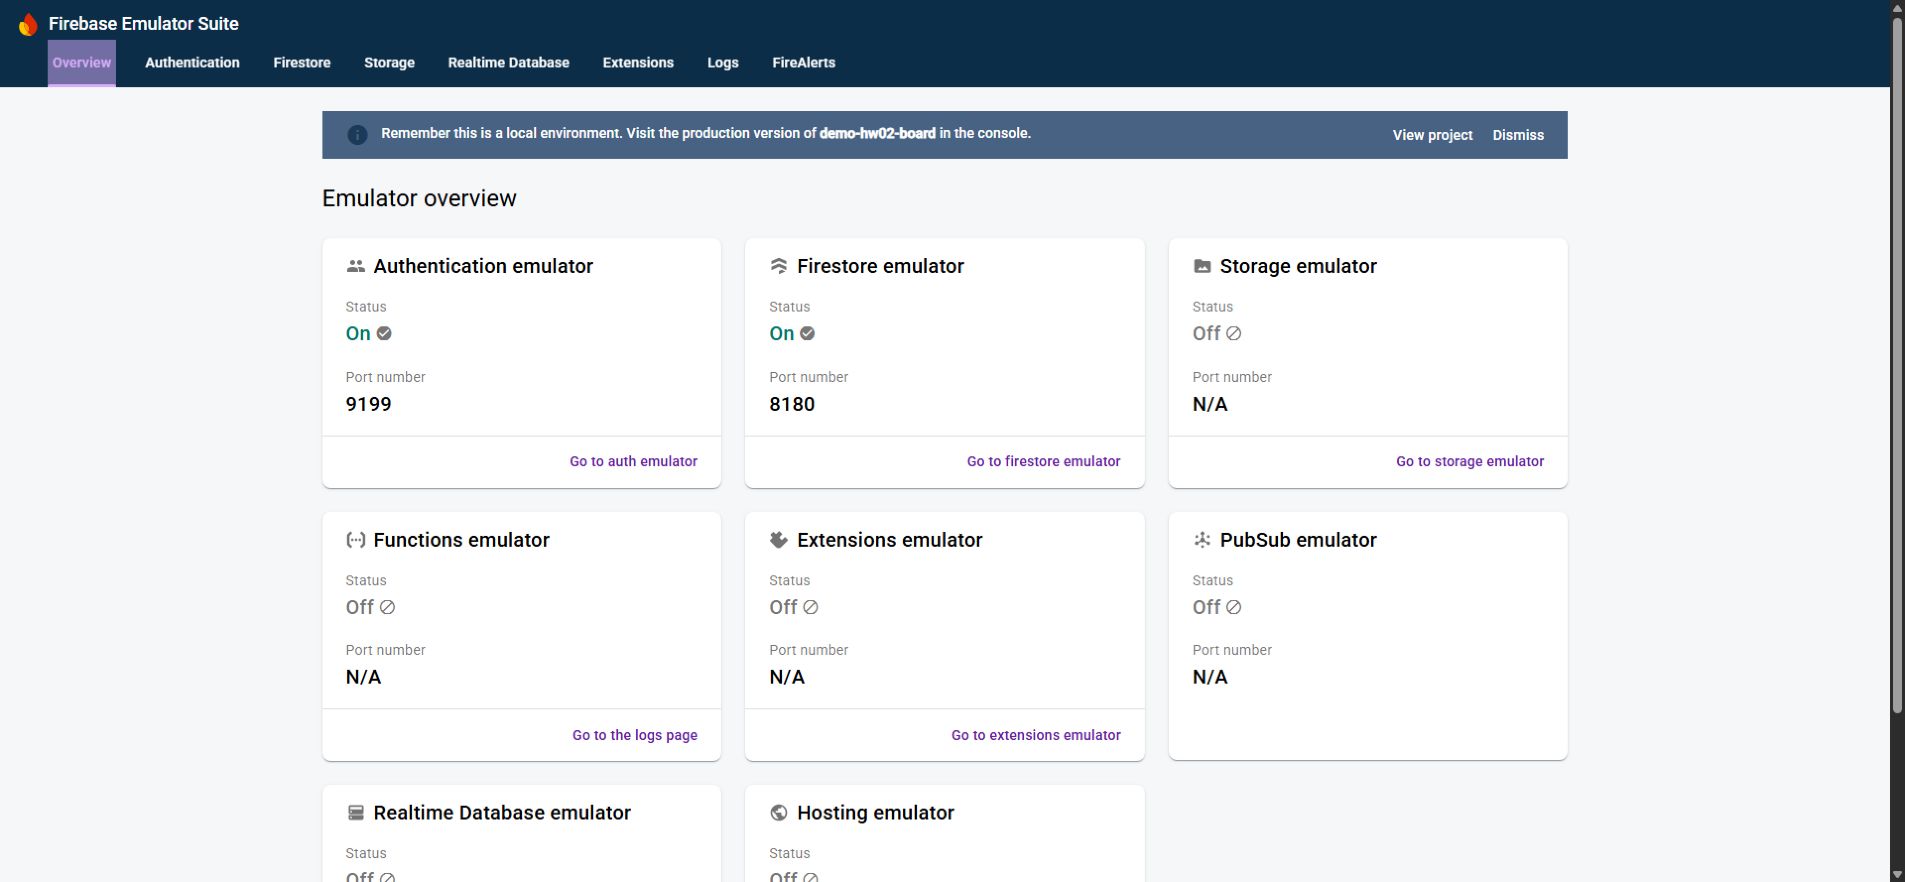 Firebase Emulator Suite
Overview Authentication Firestore Storage Realtime Database Extensions Logs FireAlerts
Remember this is a local environment. Visit the production version of demo-hw02-board in the console. View project Dismiss
Emulator overview
Authentication emulator
Status
On
Port number
9199
Go to auth emulator
Firestore emulator
Status
On
Port number
8180
Go to firestore emulator
Storage emulator
Status
Off
Port number
N/A
Go to storage emulator
Functions emulator
Status
Off
Port number
N/A
Go to the logs page
Extensions emulator
Status
Off
Port number
N/A
Go to extensions emulator
PubSub emulator
Status
Off
Port number
N/A
Realtime Database emulator
Status
Off
Hosting emulator
Status
Off